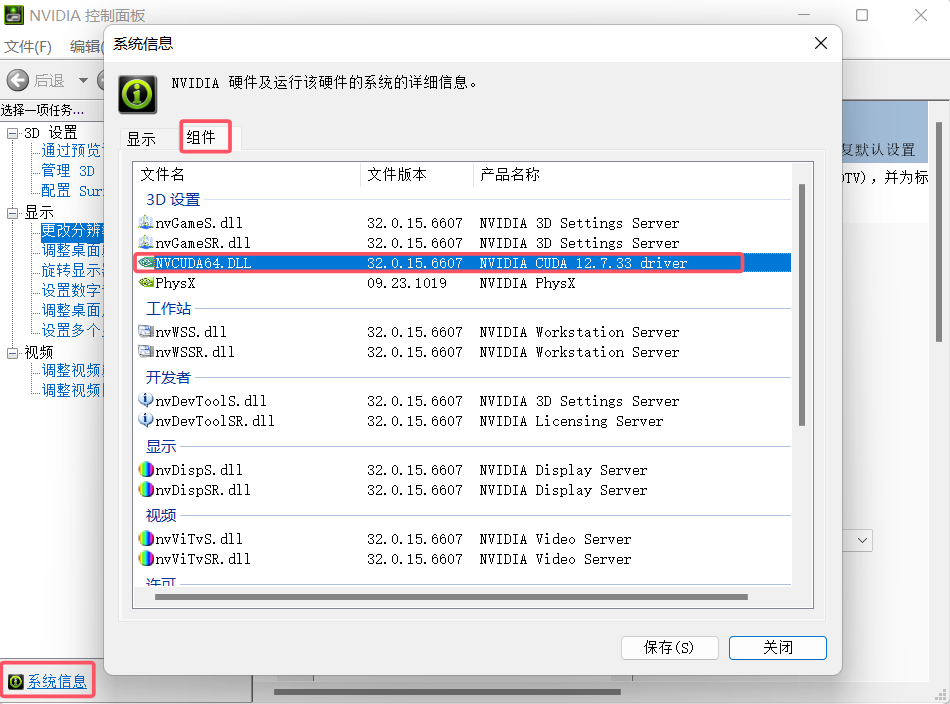 NVIDIA 控制面板
文件(F) 编辑(
后退
选择一项任务...
3D 设置
通过预览
管理 3D
配置 Sur
显示
更改分辨
调整桌面
旋转显示
设置数字
调整桌面
设置多个
视频
调整视频
调整视频
系统信息
系统信息
NVIDIA 硬件及运行该硬件的系统的详细信息。
显示 组件
文件名 文件版本 产品名称
3D 设置
nvGameS.dll 32.0.15.6607 NVIDIA 3D Settings Server
nvGameSR.dll 32.0.15.6607 NVIDIA 3D Settings Server
NVCUDA64.DLL 32.0.15.6607 NVIDIA CUDA 12.7.33 driver
PhysX 09.23.1019 NVIDIA PhysX
工作站
nvWSS.dll 32.0.15.6607 NVIDIA Workstation Server
nvWSSR.dll 32.0.15.6607 NVIDIA Workstation Server
开发者
nvDevToolS.dll 32.0.15.6607 NVIDIA 3D Settings Server
nvDevToolSR.dll 32.0.15.6607 NVIDIA Licensing Server
显示
nvDispS.dll 32.0.15.6607 NVIDIA Display Server
nvDispSR.dll 32.0.15.6607 NVIDIA Display Server
视频
nvViTvS.dll 32.0.15.6607 NVIDIA Video Server
nvViTvSR.dll 32.0.15.6607 NVIDIA Video Server
许可
保存(S) 关闭
复默认设置
DTV)，并为标